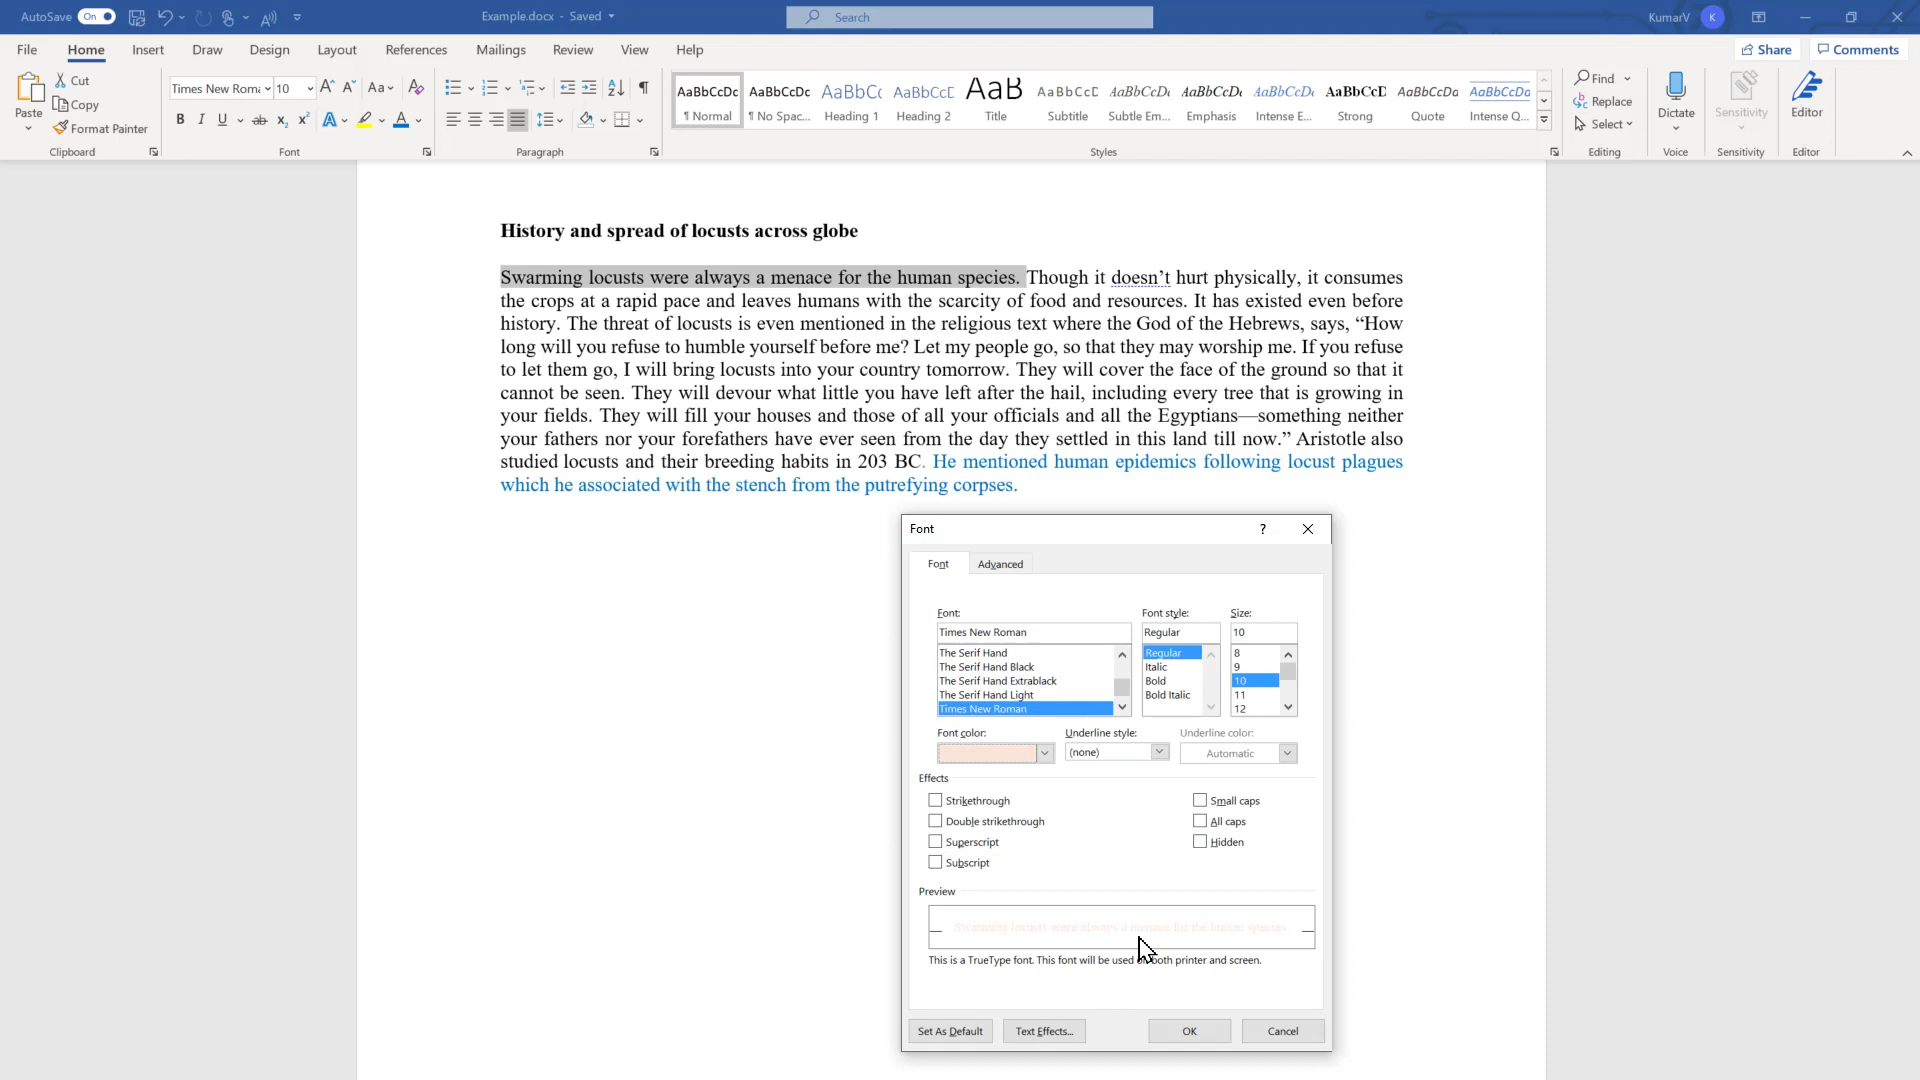 AutoSave On Example.docx - Saved Search KumarV K
File Home Insert Draw Design Layout References Mailings Review View Help Share Comments
Paste Cut Copy Format Painter
Clipboard
Times New Roma 10 Aa
B I U ab x₂ x² A A
Font
Paragraph
AaBbCcDc AaBbCcDc AaBbCc AaBbCcD AaB AaBbCcD AaBbCcDc AaBbCcDc AaBbCcDc AaBbCcD AaBbCcDa AaBbCcDa
¶ Normal ¶ No Spac... Heading 1 Heading 2 Title Subtitle Subtle Em... Emphasis Intense E... Strong Quote Intense Q...
Styles
Find
Replace
Select
Editing
Dictate
Voice
Sensitivity
Sensitivity
Editor
Editor
History and spread of locusts across globe
Swarming locusts were always a menace for the human species. Though it doesn’t hurt physically, it consumes
the crops at a rapid pace and leaves humans with the scarcity of food and resources. It has existed even before
history. The threat of locusts is even mentioned in the religious text where the God of the Hebrews, says, “How
long will you refuse to humble yourself before me? Let my people go, so that they may worship me. If you refuse
to let them go, I will bring locusts into your country tomorrow. They will cover the face of the ground so that it
cannot be seen. They will devour what little you have left after the hail, including every tree that is growing in
your fields. They will fill your houses and those of all your officials and all the Egyptians—something neither
your fathers nor your forefathers have ever seen from the day they settled in this land till now.” Aristotle also
studied locusts and their breeding habits in 203 BC. He mentioned human epidemics following locust plagues
which he associated with the stench from the putrefying corpses.
Font ?
Font Advanced
Font: Font style: Size:
Times New Roman Regular 10
The Serif Hand Regular 8
The Serif Hand Black Italic 9
The Serif Hand Extrablack Bold 10
The Serif Hand Light Bold Italic 11
Times New Roman 12
Font color: Underline style: Underline color:
(none) Automatic
Effects
Strikethrough Small caps
Double strikethrough All caps
Superscript Hidden
Subscript
Preview
Swarming locusts were always a menace for the human species.
This is a TrueType font. This font will be used both printer and screen.
Set As Default Text Effects... OK Cancel